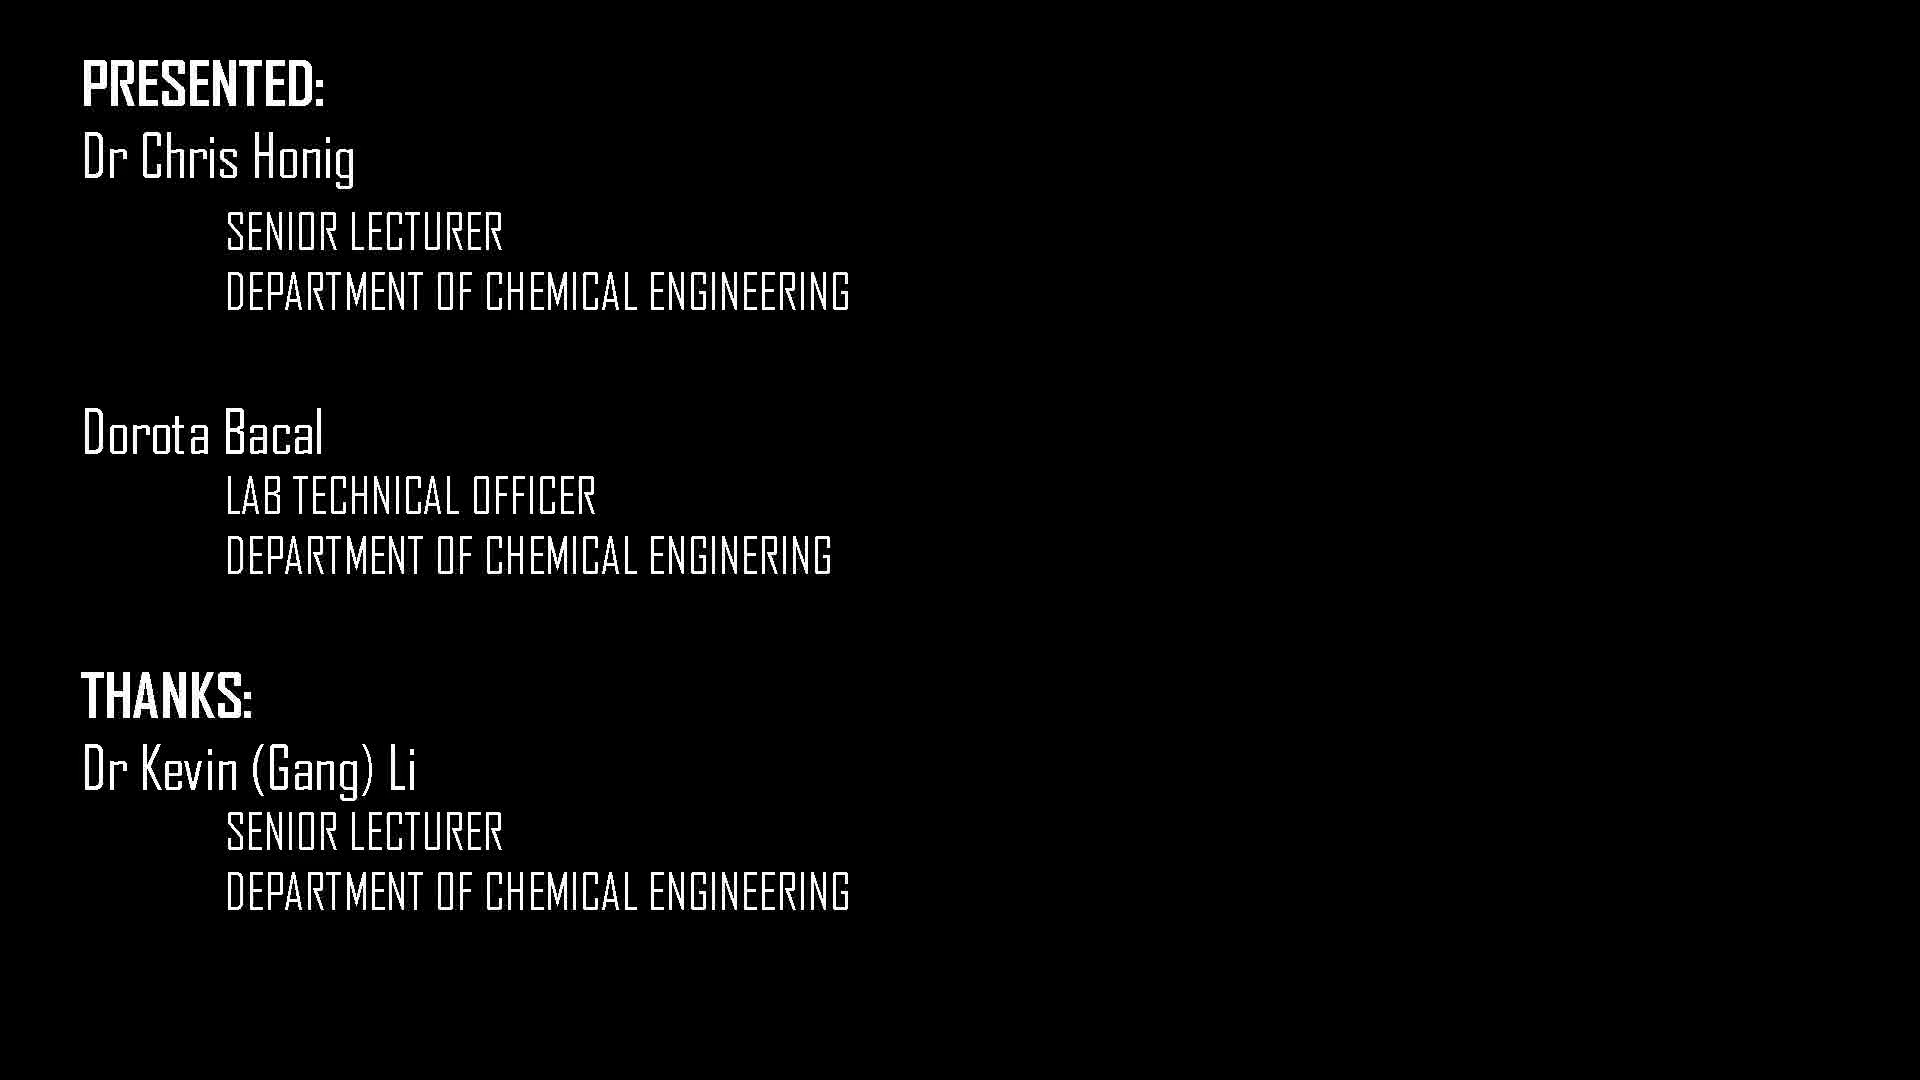 PRESENTED:
Dr Chris Honig
SENIOR LECTURER
DEPARTMENT OF CHEMICAL ENGINEERING
Dorota Bacal
LAB TECHNICAL OFFICER
DEPARTMENT OF CHEMICAL ENGINERING
THANKS:
Dr Kevin (Gang) Li
SENIOR LECTURER
DEPARTMENT OF CHEMICAL ENGINEERING